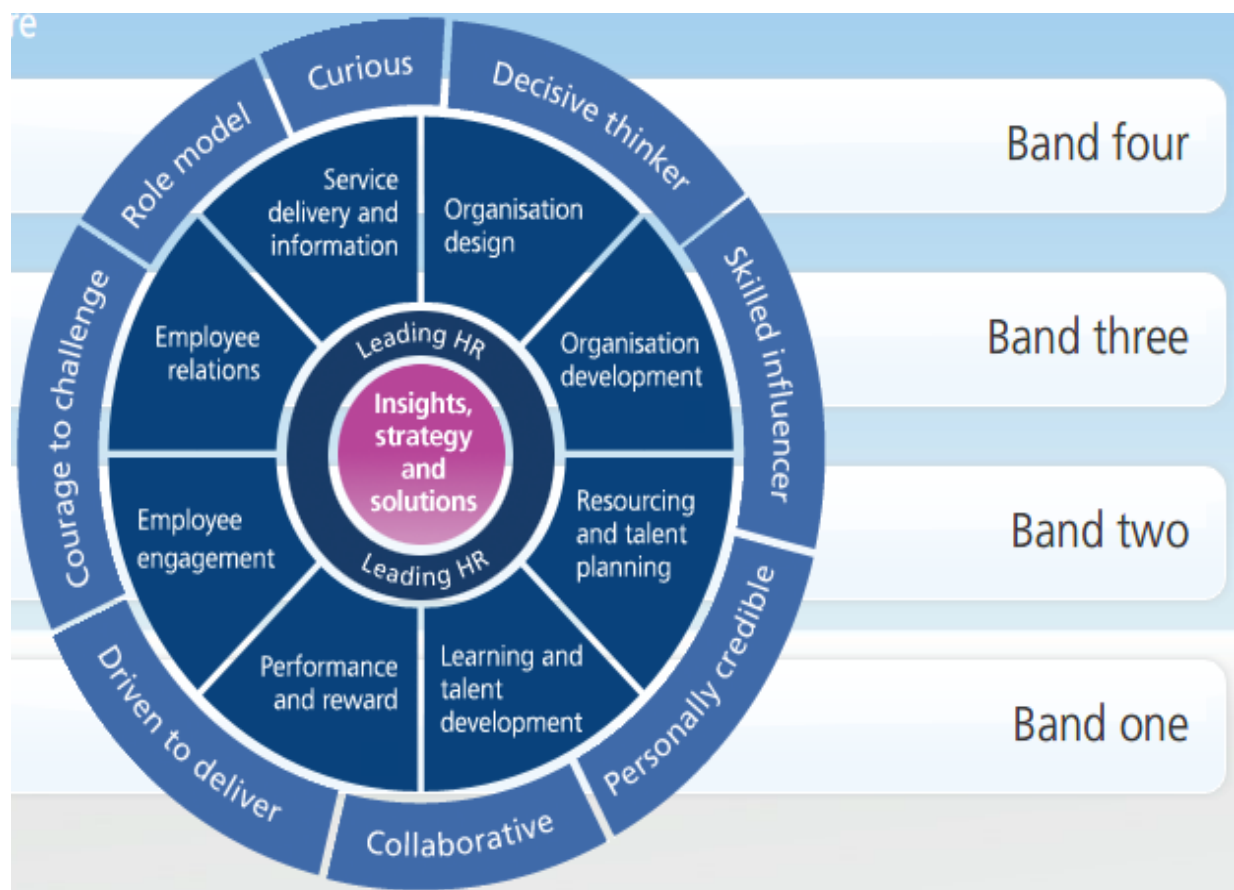 re
Curious
Decisive thinker
Skilled influencer
Personally credible
Collaborative
Driven to deliver
Courage to challenge
Role model
Service
delivery and
information
Organisation
design
Organisation
development
Resourcing
and talent
planning
Learning and
talent
development
Performance
and reward
Employee
engagement
Employee
relations
Leading HR
Insights,
strategy
and
solutions
Leading HR
Band four
Band three
Band two
Band one